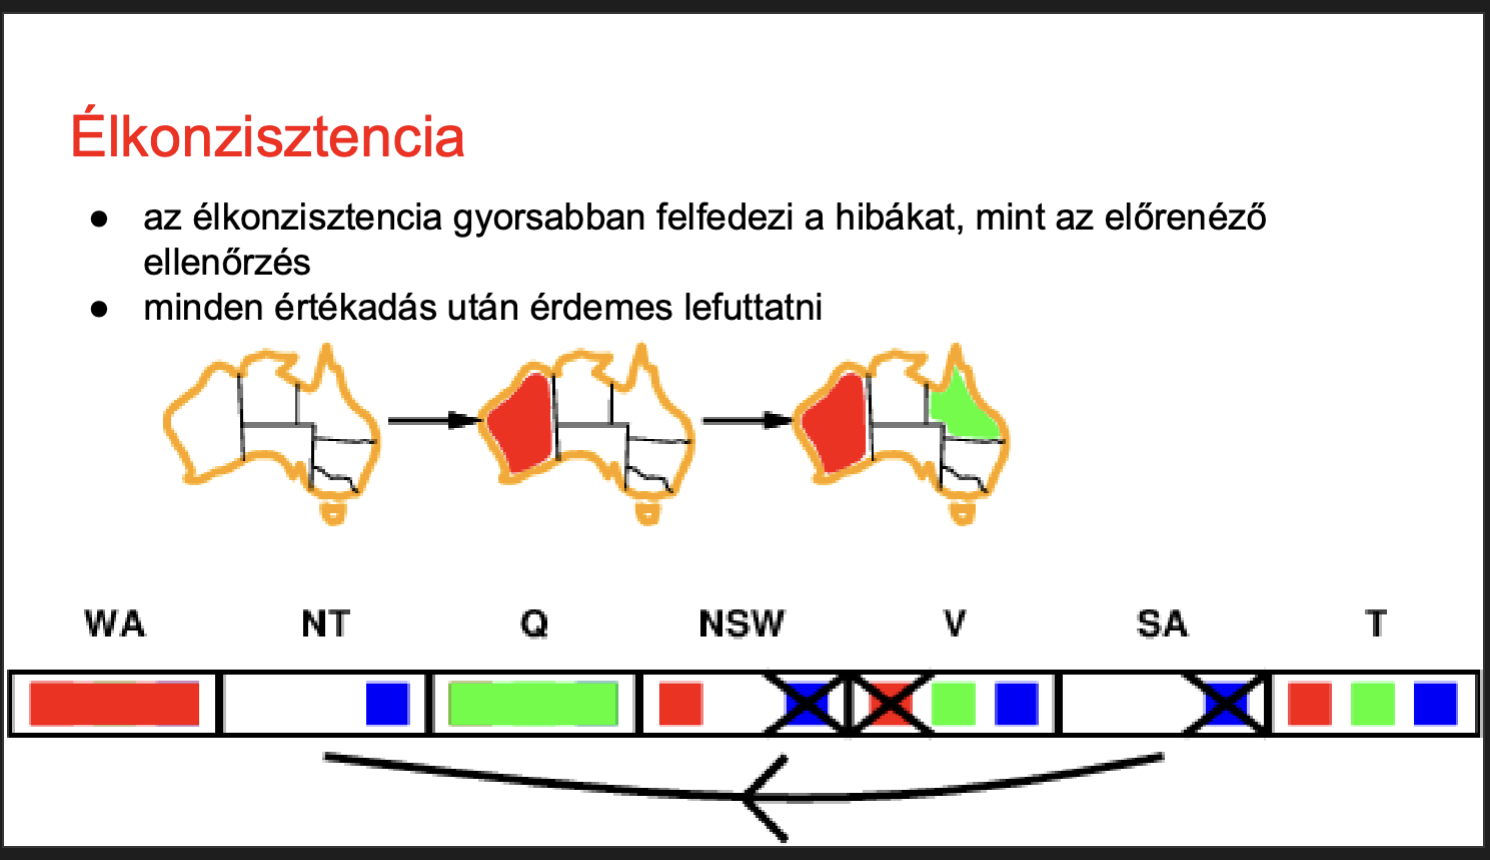 Élkonzisztencia
● az élkonzisztencia gyorsabban felfedezi a hibákat, mint az előrenéző
ellenőrzés
● minden értékadás után érdemes lefuttatni
WA NT Q NSW V SA T